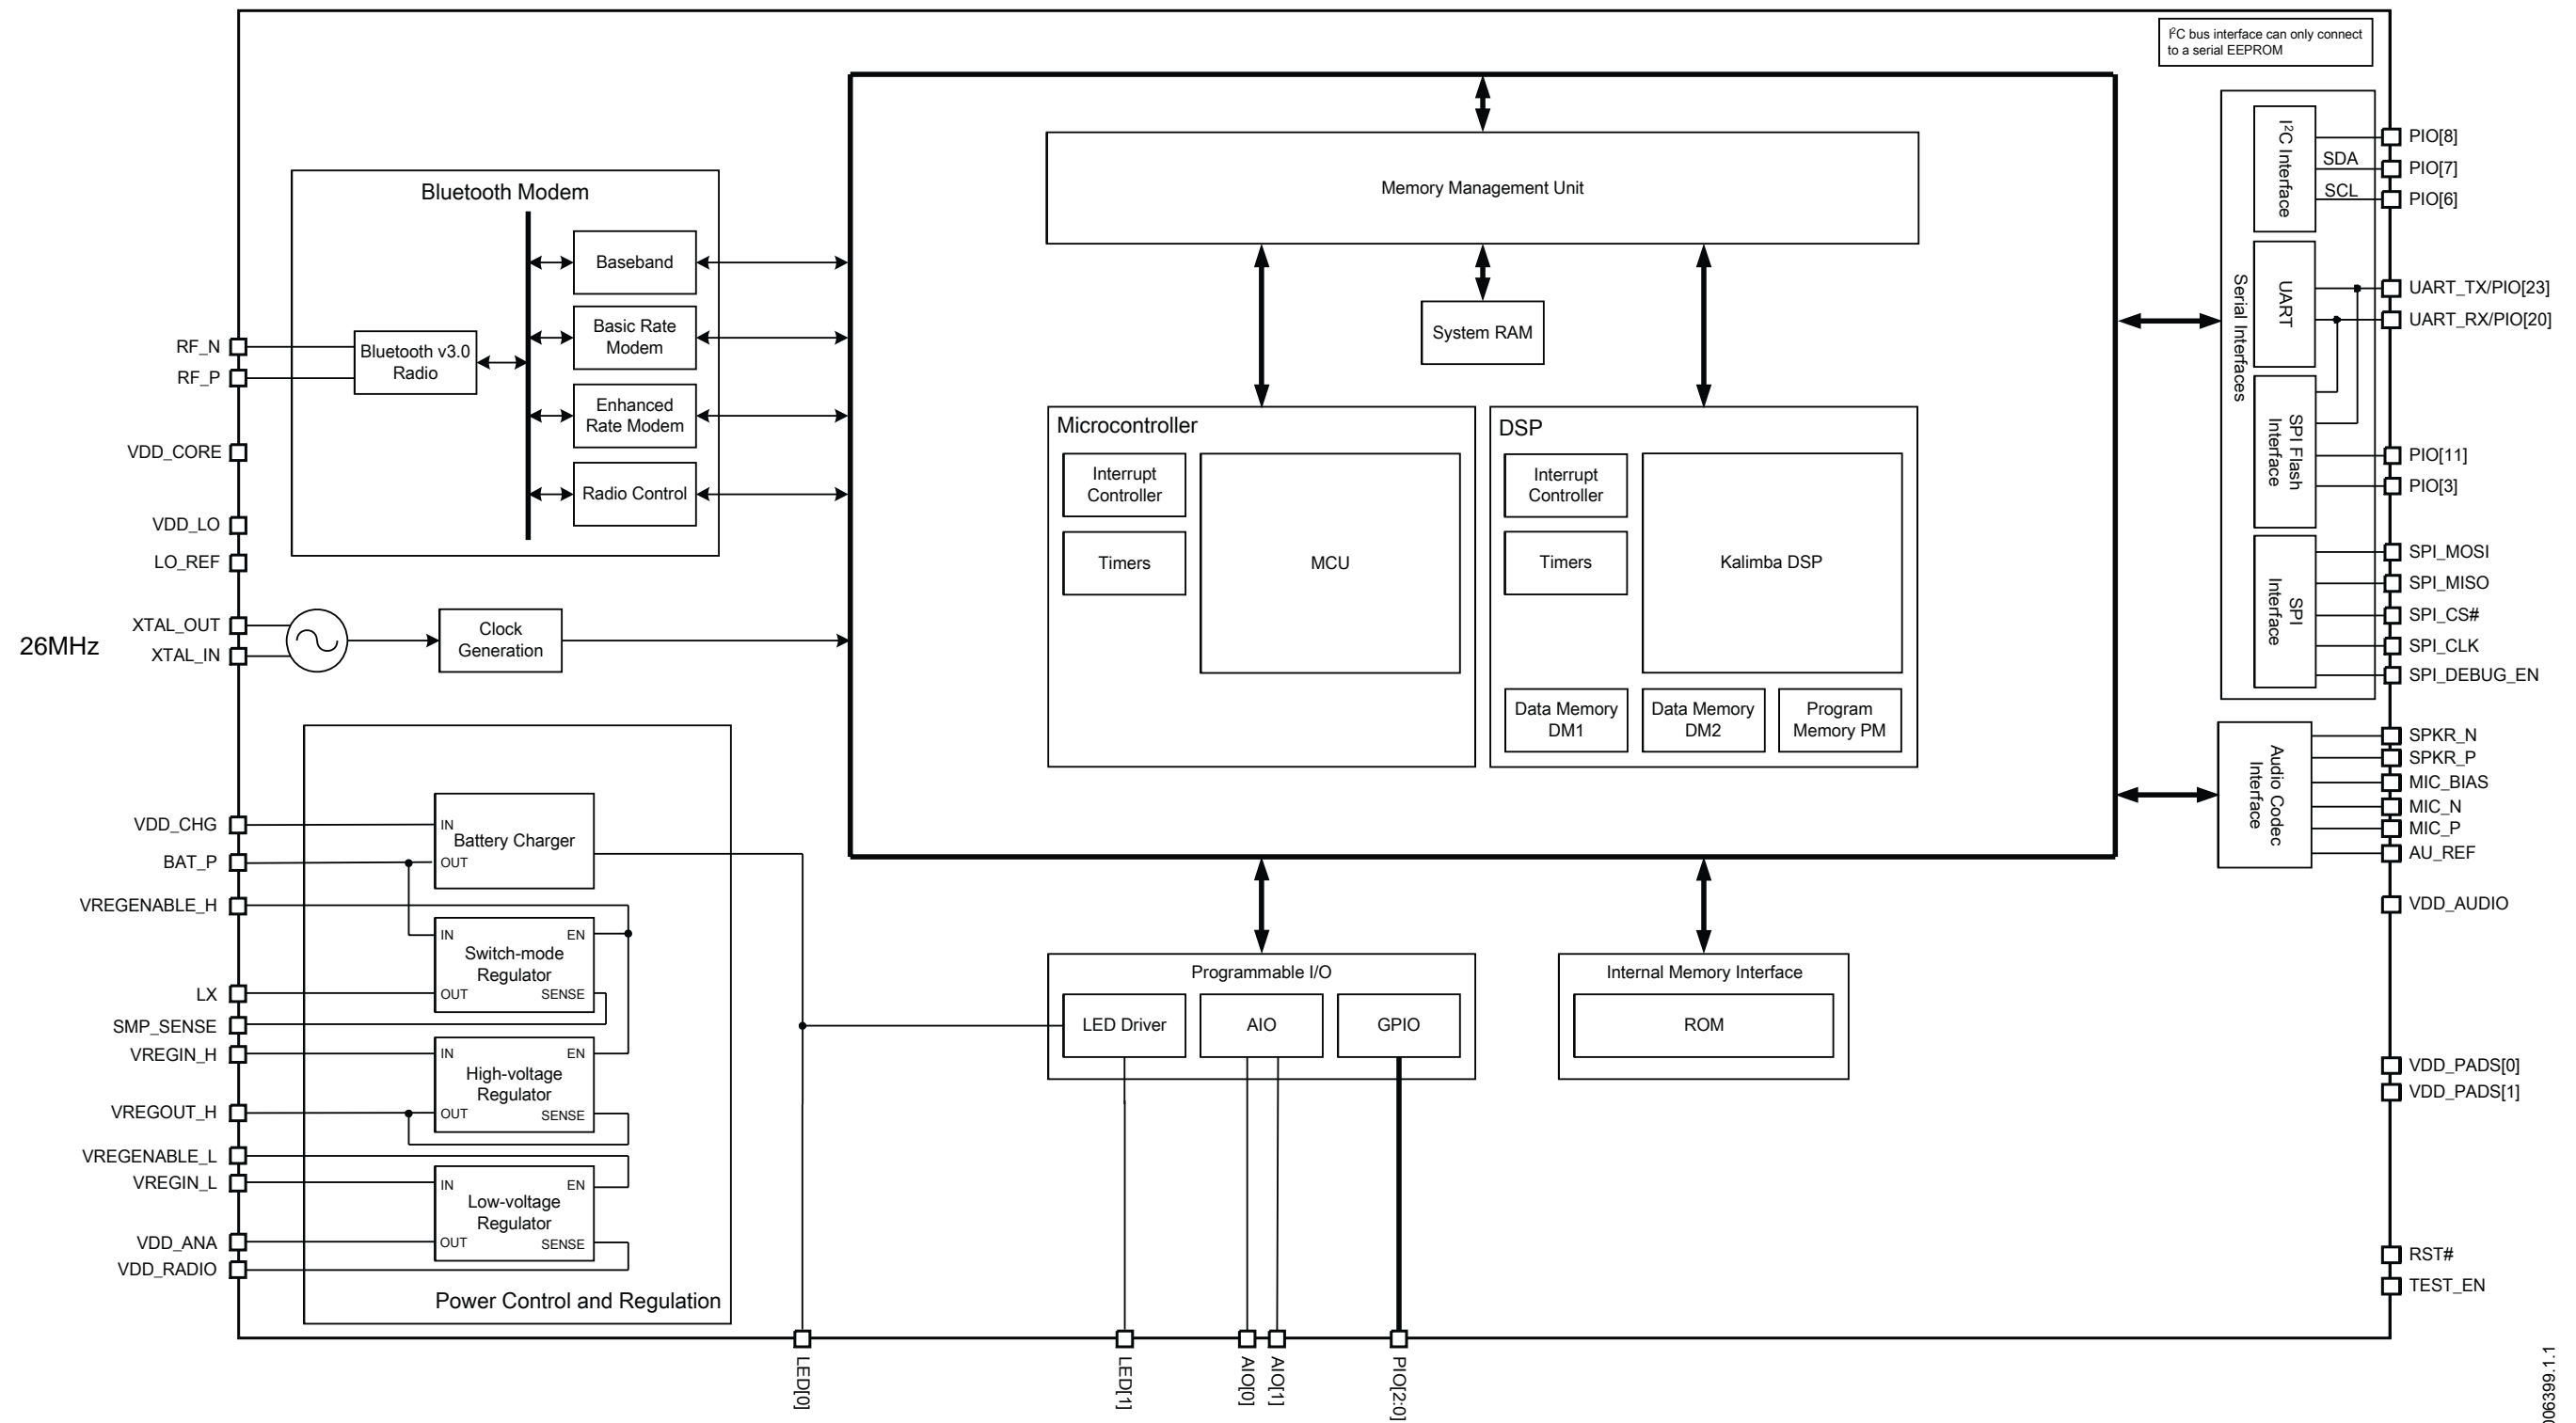 I²C bus interface can only connect
to a serial EEPROM
Bluetooth Modem
Baseband
Basic Rate
Modem
Enhanced
Rate Modem
Radio Control
Bluetooth v3.0
Radio
RF_N
RF_P
VDD_CORE
VDD_LO
LO_REF
XTAL_OUT
XTAL_IN
26MHz
Clock
Generation
Memory Management Unit
System RAM
Microcontroller
Interrupt
Controller
Timers
MCU
DSP
Interrupt
Controller
Timers
Kalimba DSP
Data Memory
DM1
Data Memory
DM2
Program
Memory PM
Serial Interfaces
I²C Interface
SDA
SCL
UART
SPI Flash
Interface
SPI
Interface
PIO[8]
PIO[7]
PIO[6]
UART_TX/PIO[23]
UART_RX/PIO[20]
PIO[11]
PIO[3]
SPI_MOSI
SPI_MISO
SPI_CS#
SPI_CLK
SPI_DEBUG_EN
Audio Codec
Interface
SPKR_N
SPKR_P
MIC_BIAS
MIC_N
MIC_P
AU_REF
VDD_AUDIO
VDD_PADS[0]
VDD_PADS[1]
RST#
TEST_EN
VDD_CHG
BAT_P
VREGENABLE_H
LX
SMP_SENSE
VREGIN_H
VREGOUT_H
VREGENABLE_L
VREGIN_L
VDD_ANA
VDD_RADIO
IN
Battery Charger
OUT
IN
EN
Switch-mode
Regulator
OUT
SENSE
IN
EN
High-voltage
Regulator
OUT
SENSE
IN
EN
Low-voltage
Regulator
OUT
SENSE
Power Control and Regulation
Programmable I/O
LED Driver
AIO
GPIO
Internal Memory Interface
ROM
LED[0]
LED[1]
AIO[0]
AIO[1]
PIO[2:0]